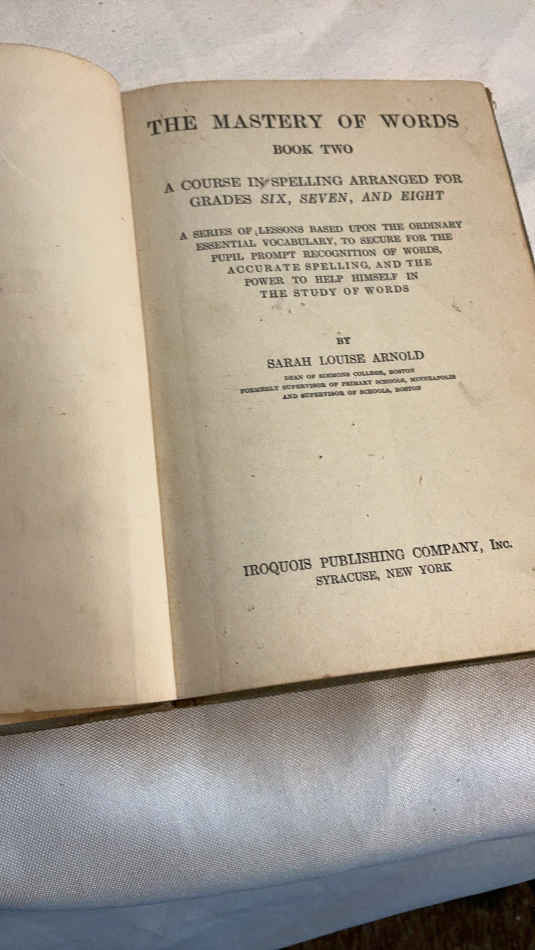 THE MASTERY OF WORDS
BOOK TWO
A COURSE IN SPELLING ARRANGED FOR
GRADES SIX, SEVEN, AND EIGHT
A SERIES OF LESSONS BASED UPON THE ORDINARY
ESSENTIAL VOCABULARY, TO SECURE FOR THE
PUPIL PROMPT RECOGNITION OF WORDS,
ACCURATE SPELLING, AND THE
POWER TO HELP HIMSELF IN
THE STUDY OF WORDS
BY
SARAH LOUISE ARNOLD
DEAN OF SIMMONS COLLEGE, BOSTON
FORMERLY SUPERVISOR OF PRIMARY SCHOOLS, MINNEAPOLIS
AND SUPERVISOR OF SCHOOLS, BOSTON
IROQUOIS PUBLISHING COMPANY, INC.
SYRACUSE, NEW YORK